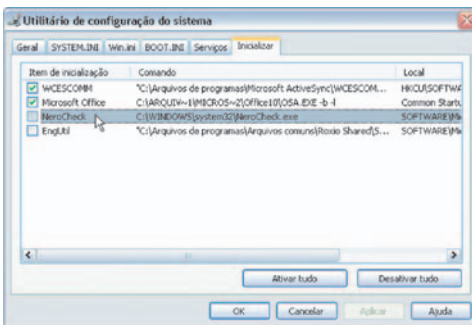 Utilitário de configuração do sistema
Geral SYSTEM.INI Win.ini BOOT.INI Serviços Inicializar
Item de inicialização Comando Local
WCESCOMM "C:\Arquivos de programas\Microsoft ActiveSync\WCESCOM... HKCU\SOFTWA
Microsoft Office C:\ARQUIV~1\MICROS~2\Office10\OSA.EXE -b -l Common Startu
NeroCheck C:\WINDOWS\system32\NeroCheck.exe SOFTWARE\Mi
EngUtil "C:\Arquivos de programas\Arquivos comuns\Roxio Shared\S... SOFTWARE\Mi
Ativar tudo Desativar tudo
OK Cancelar Aplicar Ajuda